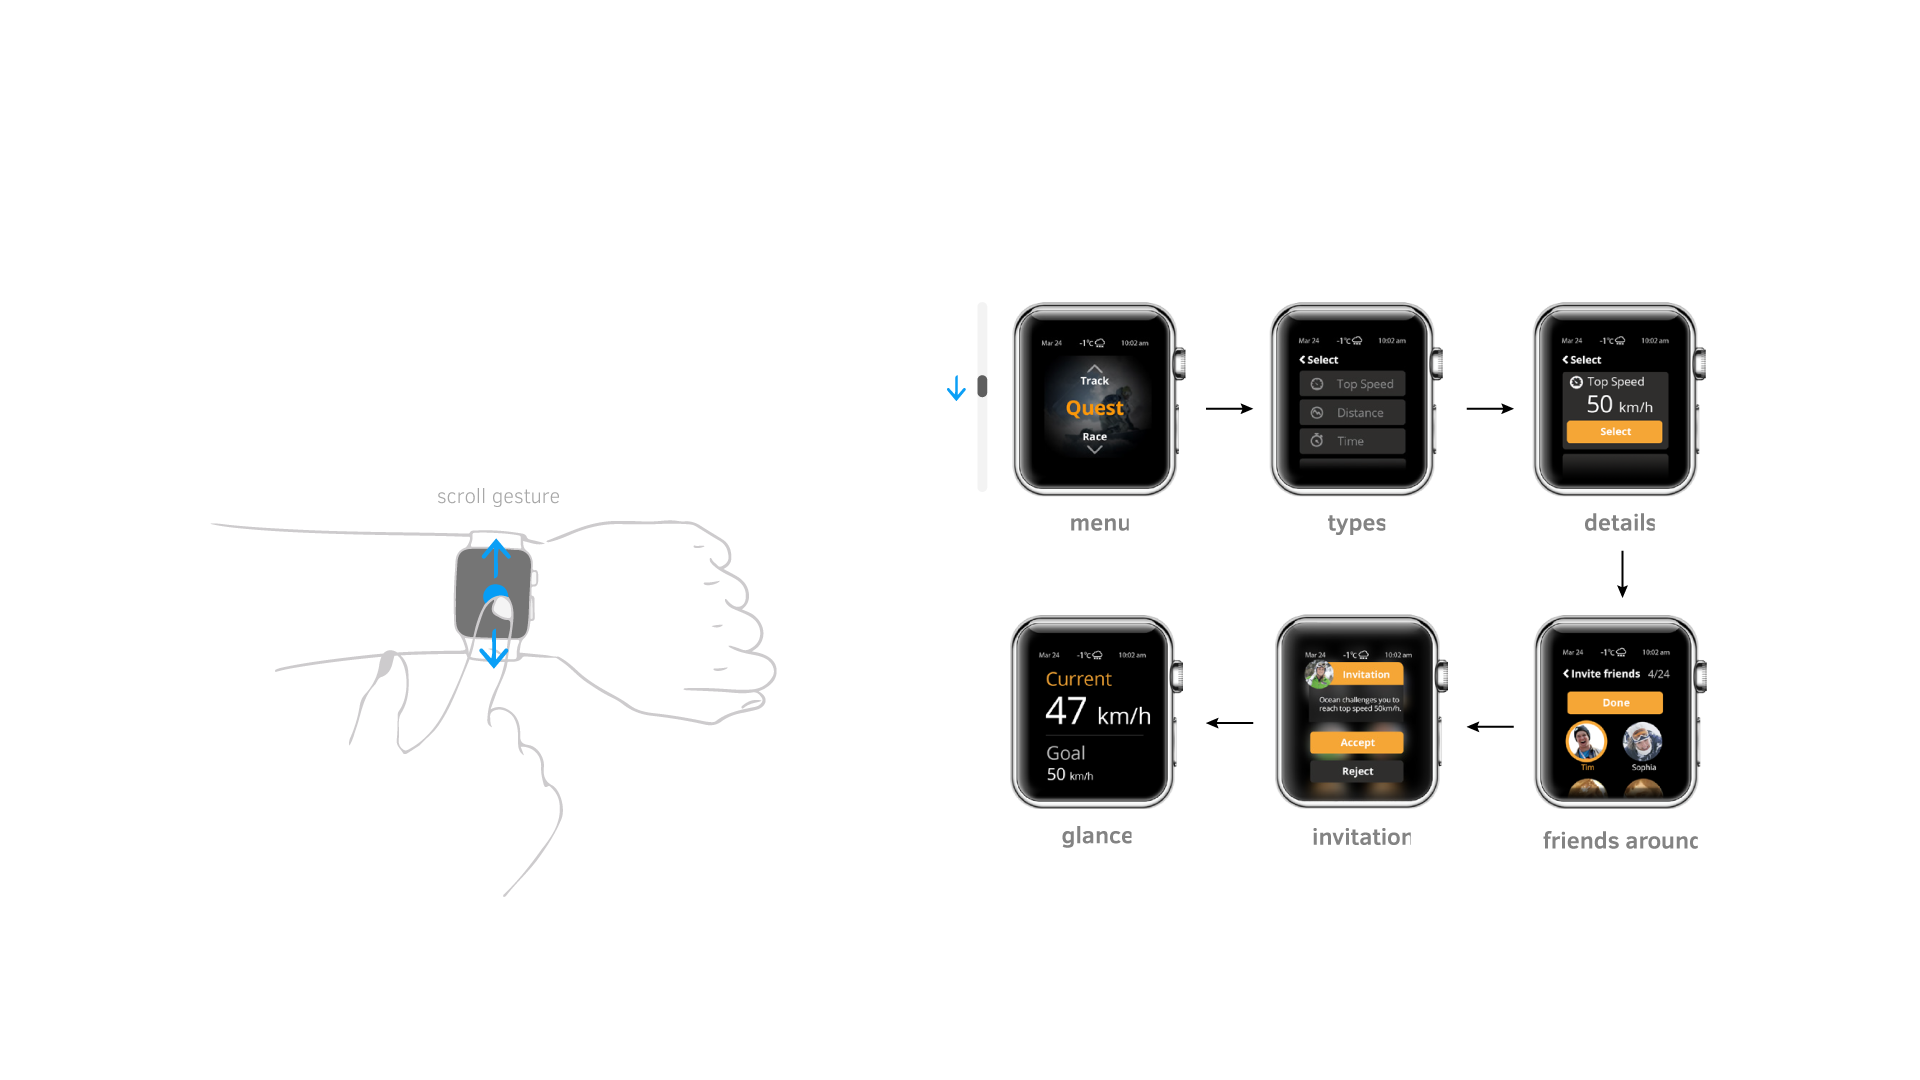 scroll gesture
Mar 24 -1°c 10:02 am
Track
Quest
Race
menu
Mar 24 -1°c 10:02 am
Select
Top Speed
Distance
Time
types
Mar 24 -1°c 10:02 am
Select
Top Speed
50 km/h
Select
details
Mar 24 -1°c 10:02 am
Current
47 km/h
Goal
50 km/h
glance
Mar 24 -1°c 10:02 am
Invitation
Ocean challenges you to
reach top speed 50km/h.
Accept
Reject
invitation
Mar 24 -1°c 10:02 am
Invite friends 4/24
Done
Tim Sophia
friends around